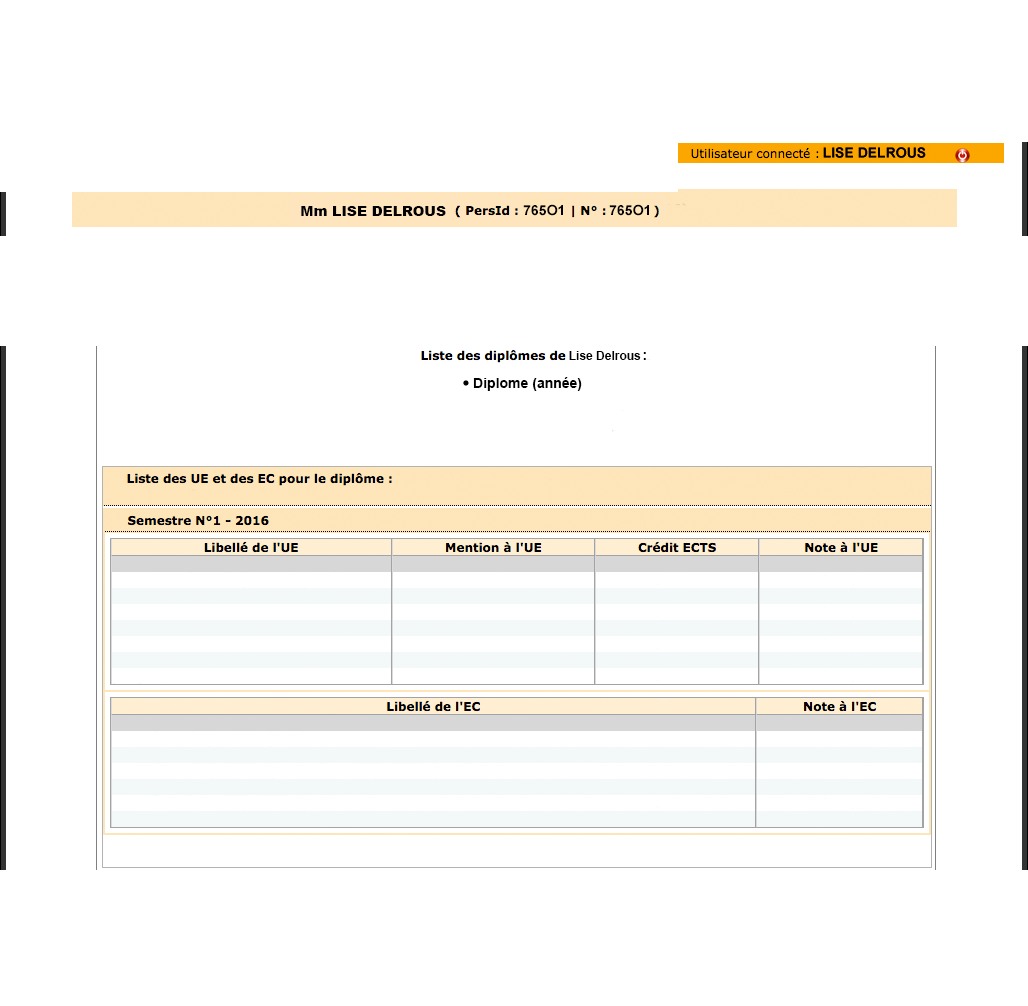 Utilisateur connecté : LISE DELROUS
Mm LISE DELROUS ( PersId : 765O1 | N° : 765O1 )
Liste des diplômes de Lise Delrous :
• Diplome (année)
Liste des UE et des EC pour le diplôme :
Semestre N°1 - 2016
Libellé de l'UE Mention à l'UE Crédit ECTS Note à l'UE
Libellé de l'EC Note à l'EC